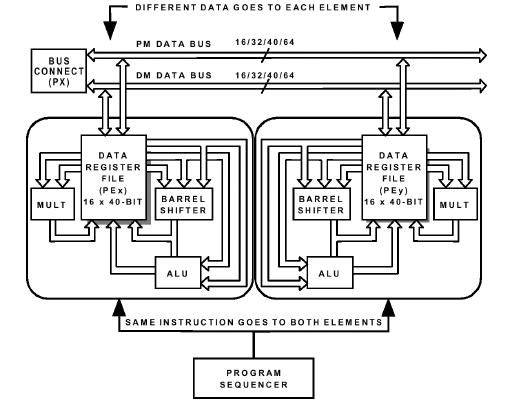 DIFFERENT DATA GOES TO EACH ELEMENT
PM DATA BUS 16/32/40/64
BUS
CONNECT
(PX)
DM DATA BUS 16/32/40/64
DATA
REGISTER
FILE
(PEx)
16 x 40-BIT
MULT
BARREL
SHIFTER
ALU
DATA
REGISTER
FILE
(PEy)
16 x 40-BIT
BARREL
SHIFTER
MULT
ALU
SAME INSTRUCTION GOES TO BOTH ELEMENTS
PROGRAM
SEQUENCER